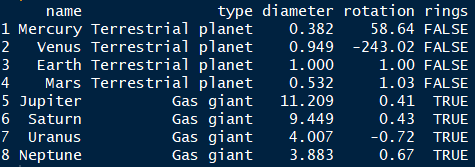 name type diameter rotation rings
1 Mercury Terrestrial planet 0.382 58.64 FALSE
2 Venus Terrestrial planet 0.949 -243.02 FALSE
3 Earth Terrestrial planet 1.000 1.00 FALSE
4 Mars Terrestrial planet 0.532 1.03 FALSE
5 Jupiter Gas giant 11.209 0.41 TRUE
6 Saturn Gas giant 9.449 0.43 TRUE
7 Uranus Gas giant 4.007 -0.72 TRUE
8 Neptune Gas giant 3.883 0.67 TRUE